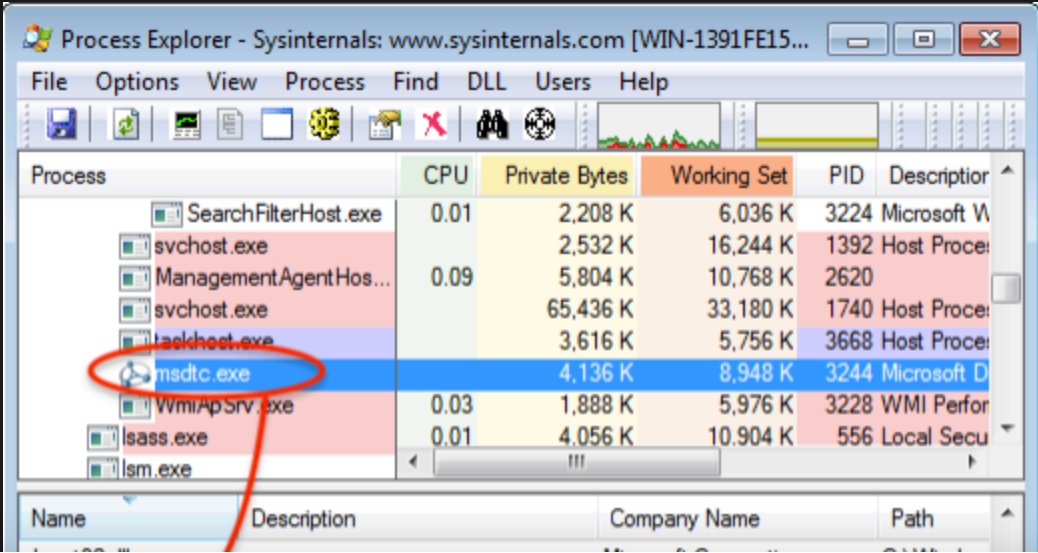 Process Explorer - Sysinternals: www.sysinternals.com [WIN-1391FE15...
File Options View Process Find DLL Users Help
Process CPU Private Bytes Working Set PID Description
SearchFilterHost.exe 0.01 2,208 K 6,036 K 3224 Microsoft W
svchost.exe 2,532 K 16,244 K 1392 Host Proces
ManagementAgentHos... 0.09 5,804 K 10,768 K 2620
svchost.exe 65,436 K 33,180 K 1740 Host Proces
taskhost.exe 3,616 K 5,756 K 3668 Host Proces
msdtc.exe 4,136 K 8,948 K 3244 Microsoft D
WmiApSrv.exe 0.03 1,888 K 5,976 K 3228 WMI Perfor
lsass.exe 0.01 4,056 K 10,904 K 556 Local Secu
lsm.exe
Name Description Company Name Path